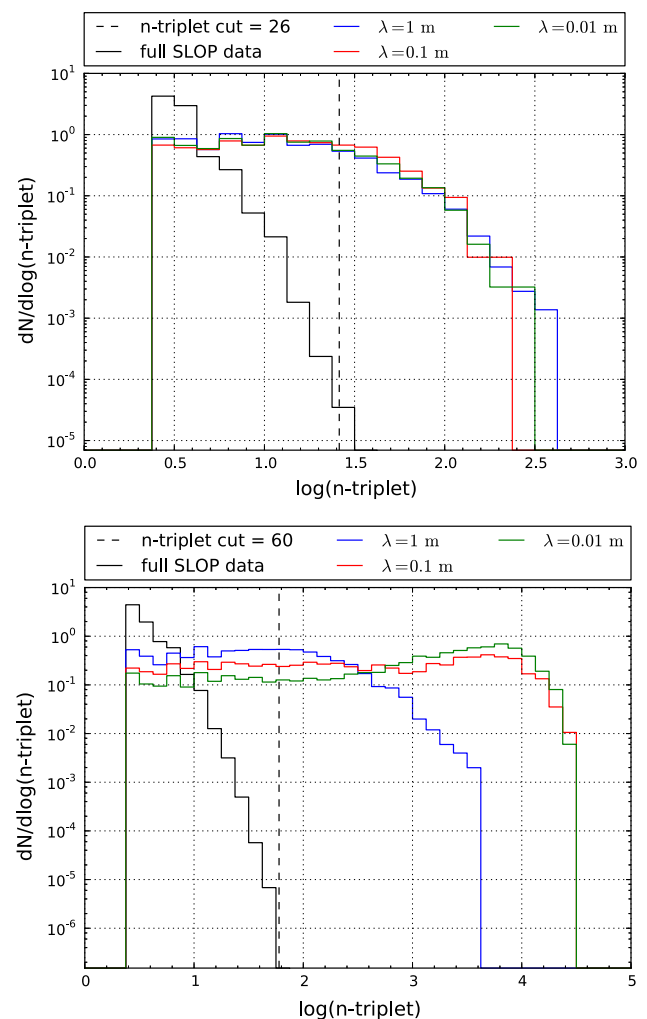 n-triplet cut = 26
full SLOP data
λ=1 m
λ=0.1 m
λ=0.01 m
10^1
10^0
10^-1
10^-2
10^-3
10^-4
10^-5
dN/dlog(n-triplet)
0.0 0.5 1.0 1.5 2.0 2.5 3.0
log(n-triplet)
n-triplet cut = 60
full SLOP data
λ=1 m
λ=0.1 m
λ=0.01 m
10^1
10^0
10^-1
10^-2
10^-3
10^-4
10^-5
10^-6
dN/dlog(n-triplet)
0 1 2 3 4 5
log(n-triplet)